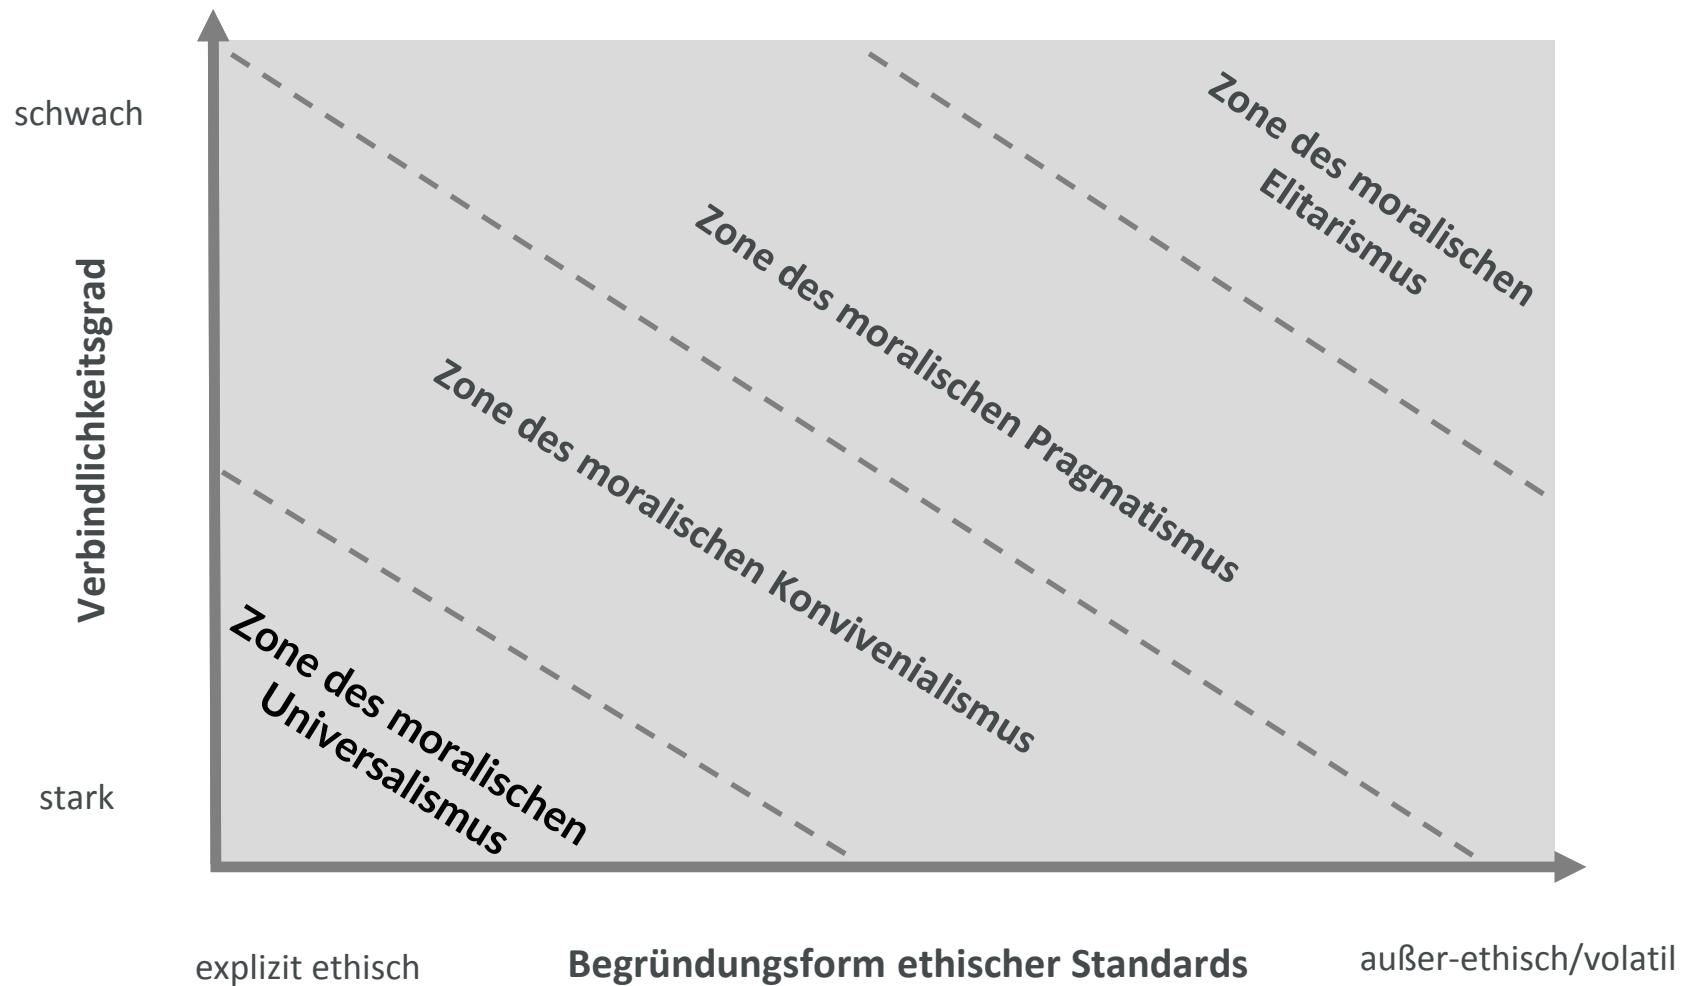 schwach
Verbindlichkeitsgrad
stark
Zone des moralischen
Elitarismus
Zone des moralischen Pragmatismus
Zone des moralischen Konvivenialismus
Zone des moralischen
Universalismus
explizit ethisch
Begründungsform ethischer Standards
außer-ethisch/volatil